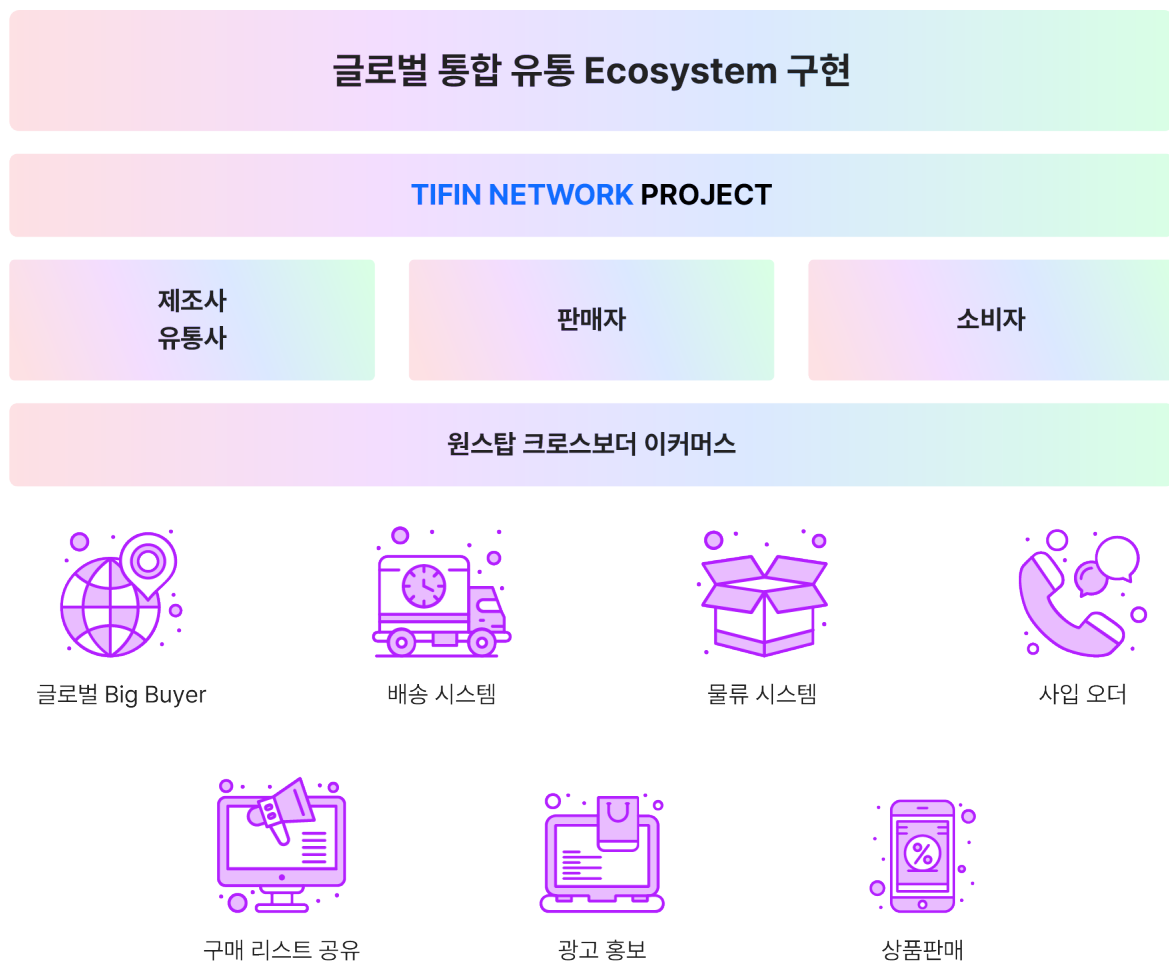 글로벌 통합 유통 Ecosystem 구현
TIFIN NETWORK PROJECT
제조사
유통사
판매자
소비자
원스탑 크로스보더 이커머스
글로벌 Big Buyer
배송 시스템
물류 시스템
사입 오더
구매 리스트 공유
광고 홍보
상품판매